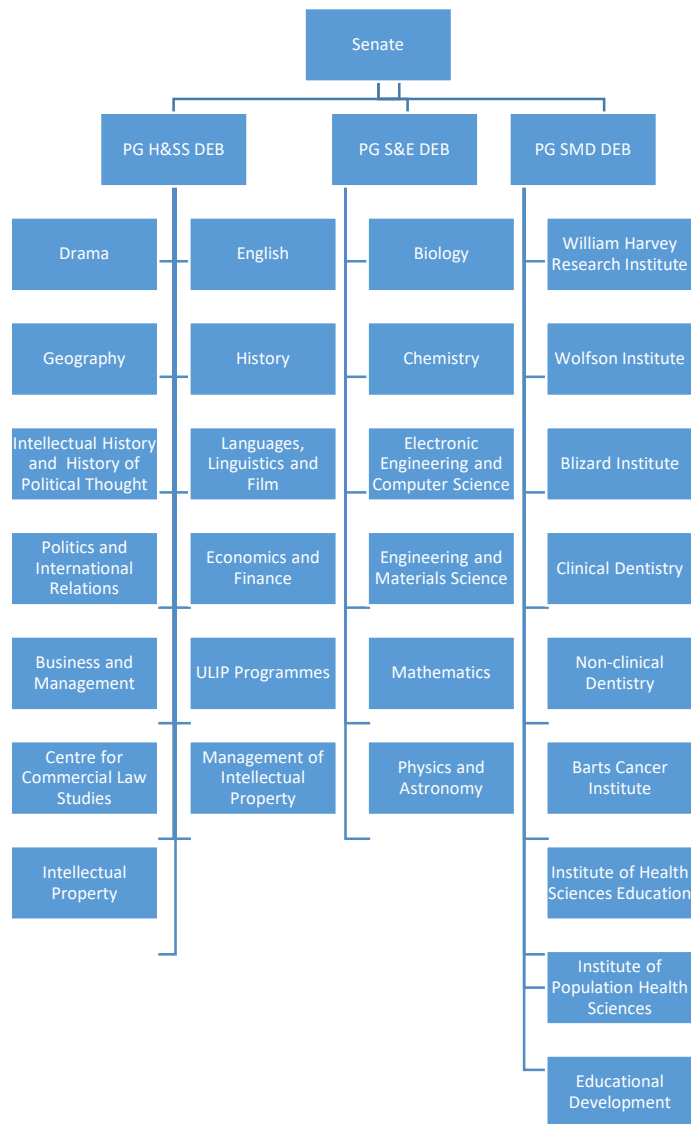 Senate
PG H&SS DEB
PG S&E DEB
PG SMD DEB
Drama
English
Biology
William Harvey
Research Institute
Geography
History
Chemistry
Wolfson Institute
Intellectual History
and  History of
Political Thought
Languages,
Linguistics and
Film
Electronic
Engineering and
Computer Science
Blizard Institute
Politics and
International
Relations
Economics and
Finance
Engineering and
Materials Science
Clinical Dentistry
Business and
Management
ULIP Programmes
Mathematics
Non-clinical
Dentistry
Centre for
Commercial Law
Studies
Management of
Intellectual
Property
Physics and
Astronomy
Barts Cancer
Institute
Intellectual
Property
Institute of Health
Sciences Education
Institute of
Population Health
Sciences
Educational
Development